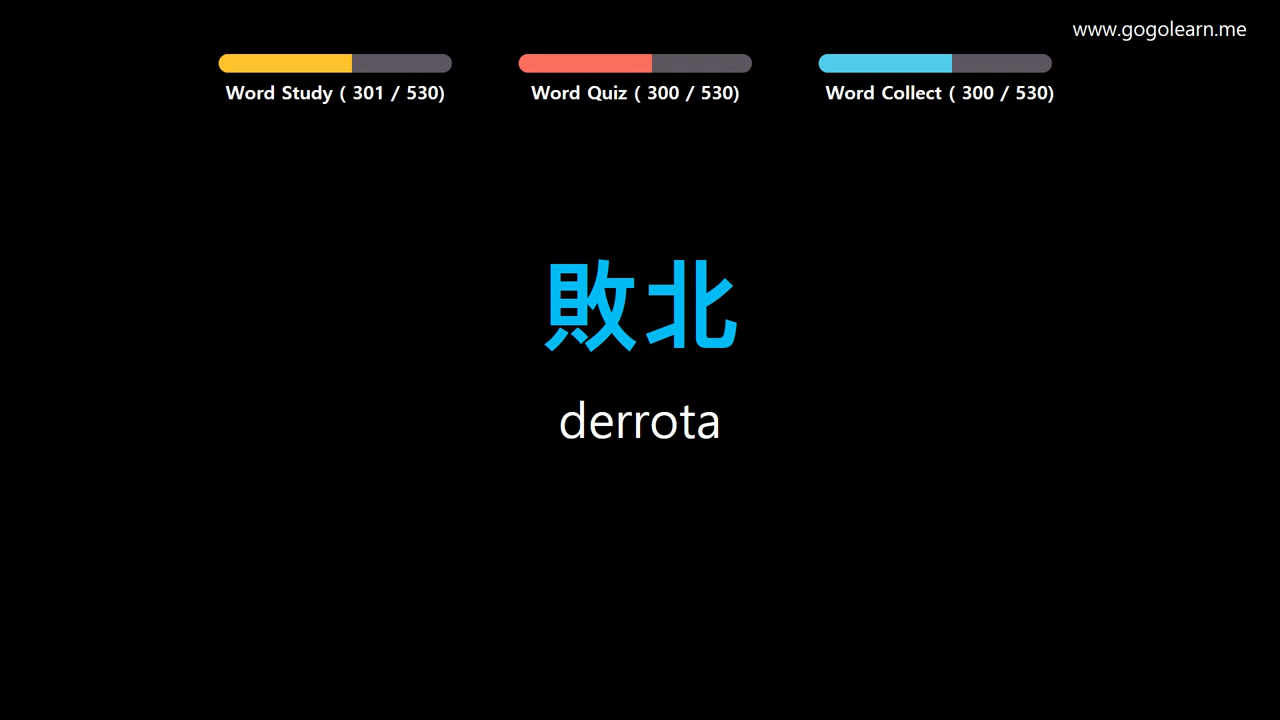 www.gogolearn.me
Word Study ( 301 / 530)
Word Quiz ( 300 / 530)
Word Collect ( 300 / 530)
敗北
derrota